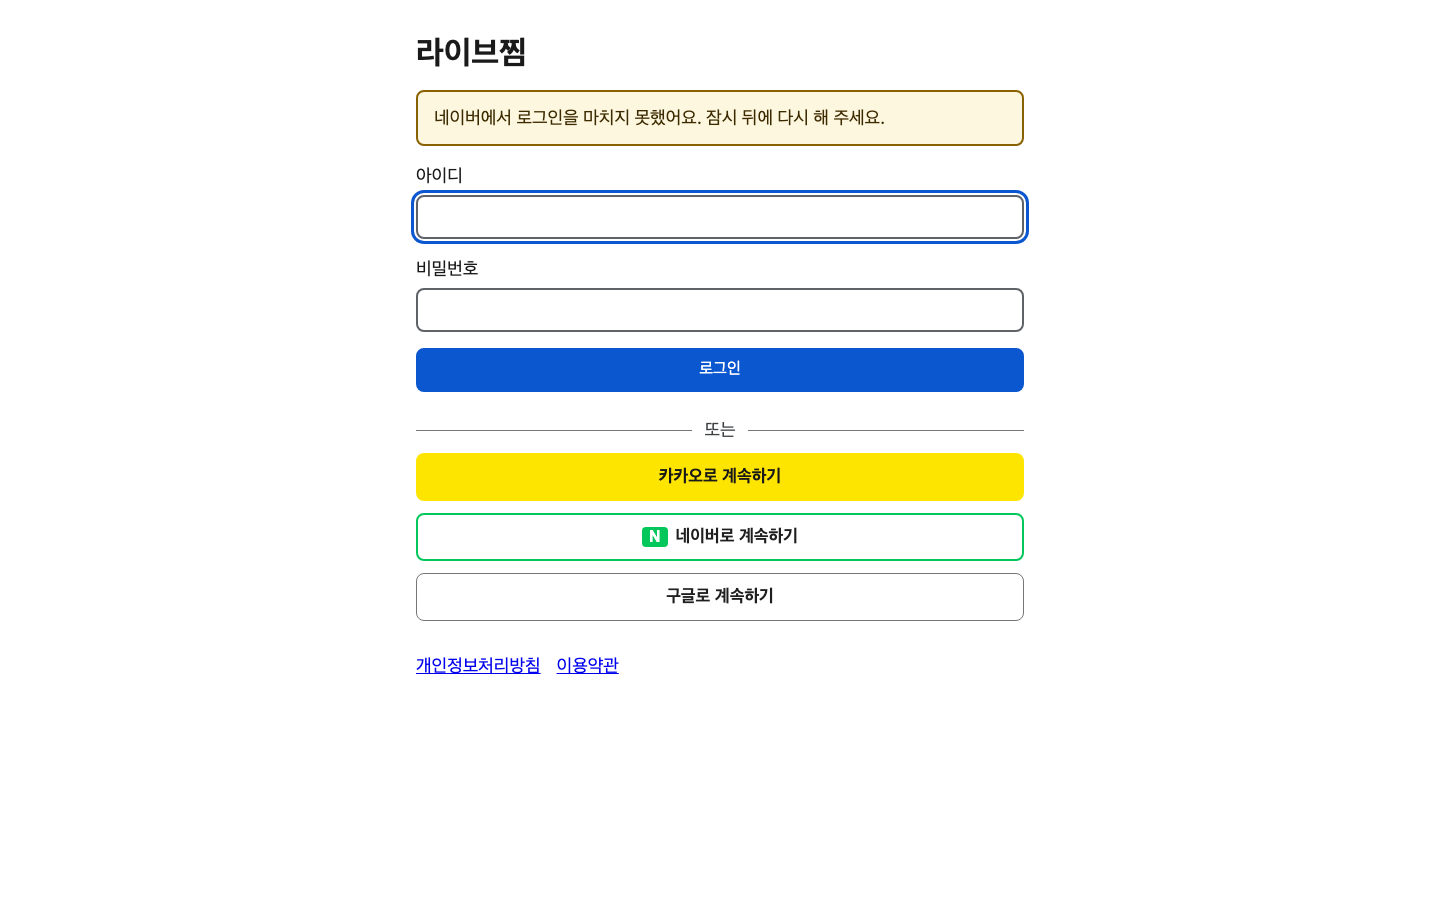 라이브찜
네이버에서 로그인을 마치지 못했어요. 잠시 뒤에 다시 해 주세요.
아이디
비밀번호
로그인
또는
카카오로 계속하기
N 네이버로 계속하기
구글로 계속하기
개인정보처리방침 이용약관